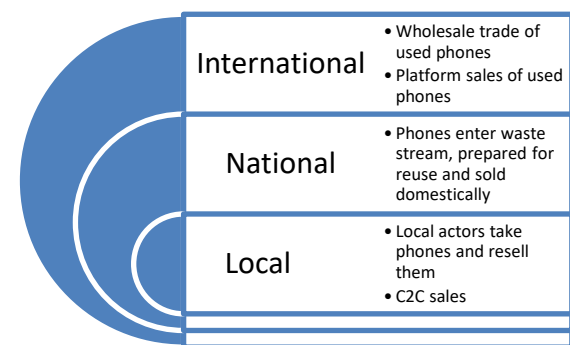 International
• Wholesale trade of
used phones
• Platform sales of used
phones
National
• Phones enter waste
stream, prepared for
reuse and sold
domestically
Local
• Local actors take
phones and resell
them
• C2C sales